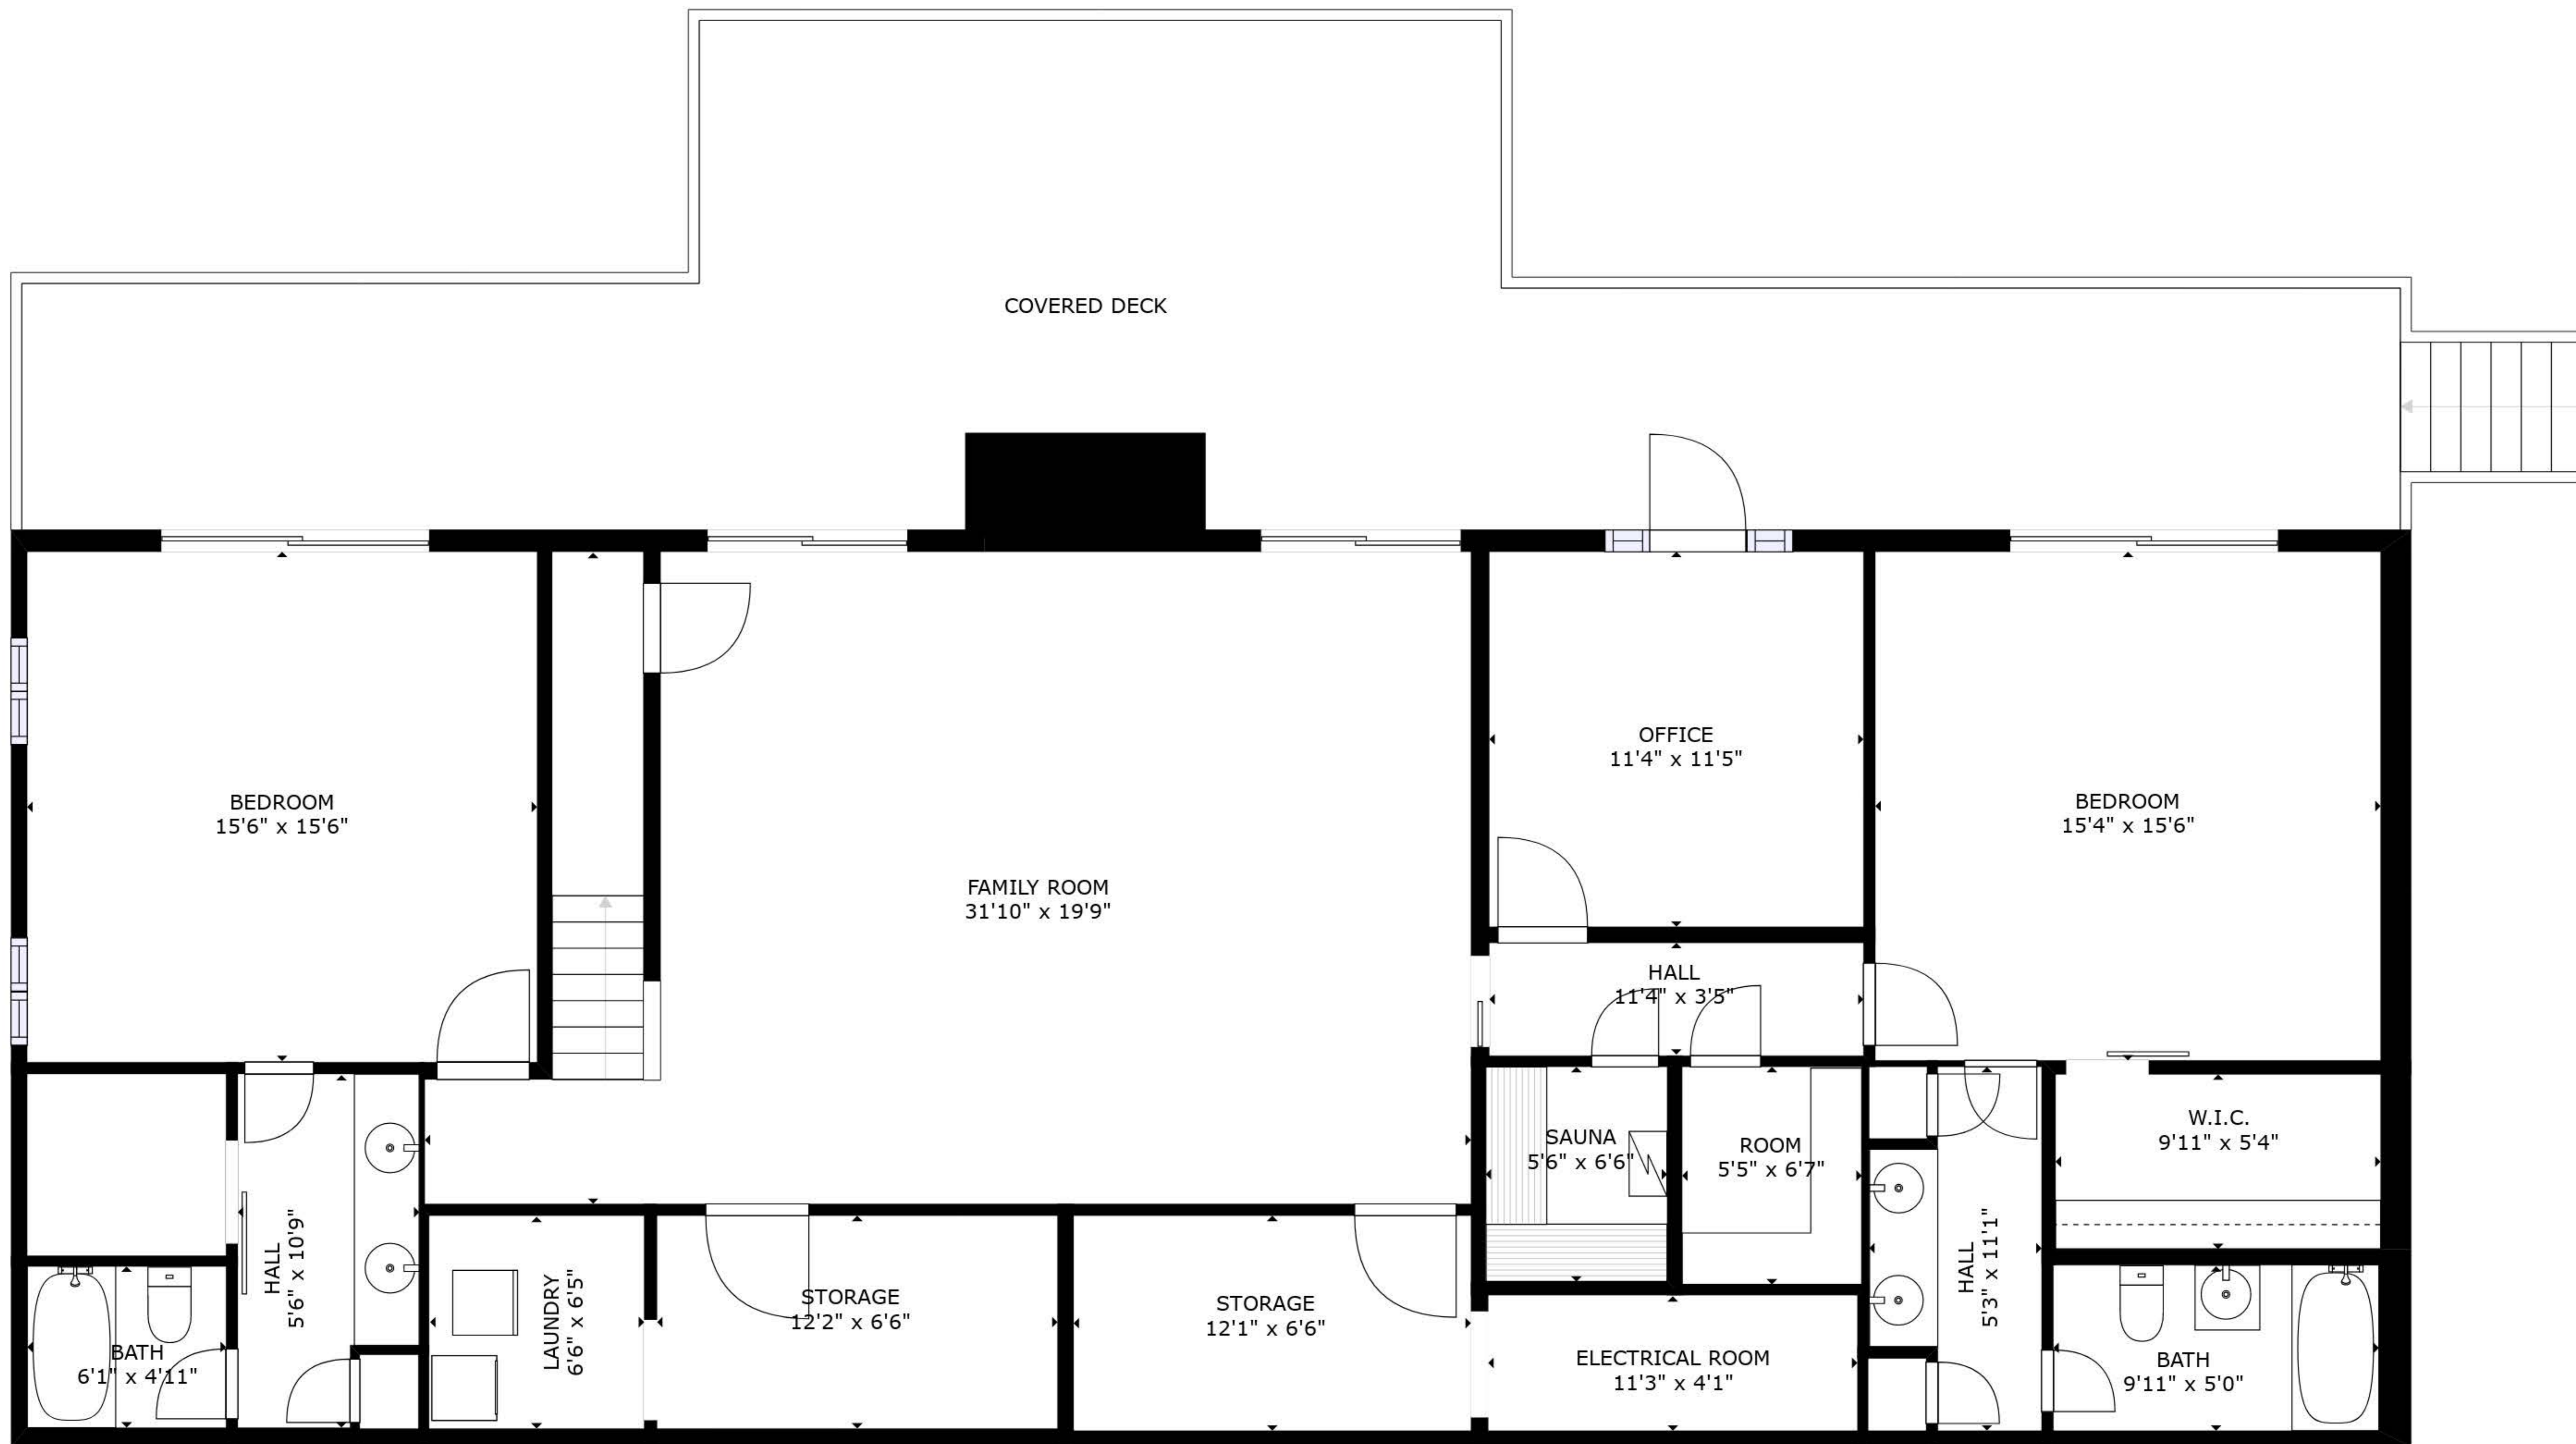 COVERED DECK
OFFICE
11'4" x 11'5"
BEDROOM
15'6" x 15'6"
BEDROOM
15'4" x 15'6"
FAMILY ROOM
31'10" x 19'9"
HALL
11'4" x 3'5"
W.I.C.
9'11" x 5'4"
SAUNA
5'6" x 6'6"
ROOM
5'5" x 6'7"
HALL
5'6" x 10'9"
HALL
5'3" x 11'1"
LAUNDRY
6'6" x 6'5"
STORAGE
12'2" x 6'6"
STORAGE
12'1" x 6'6"
BATH
6'1" x 4'11"
ELECTRICAL ROOM
11'3" x 4'1"
BATH
9'11" x 5'0"